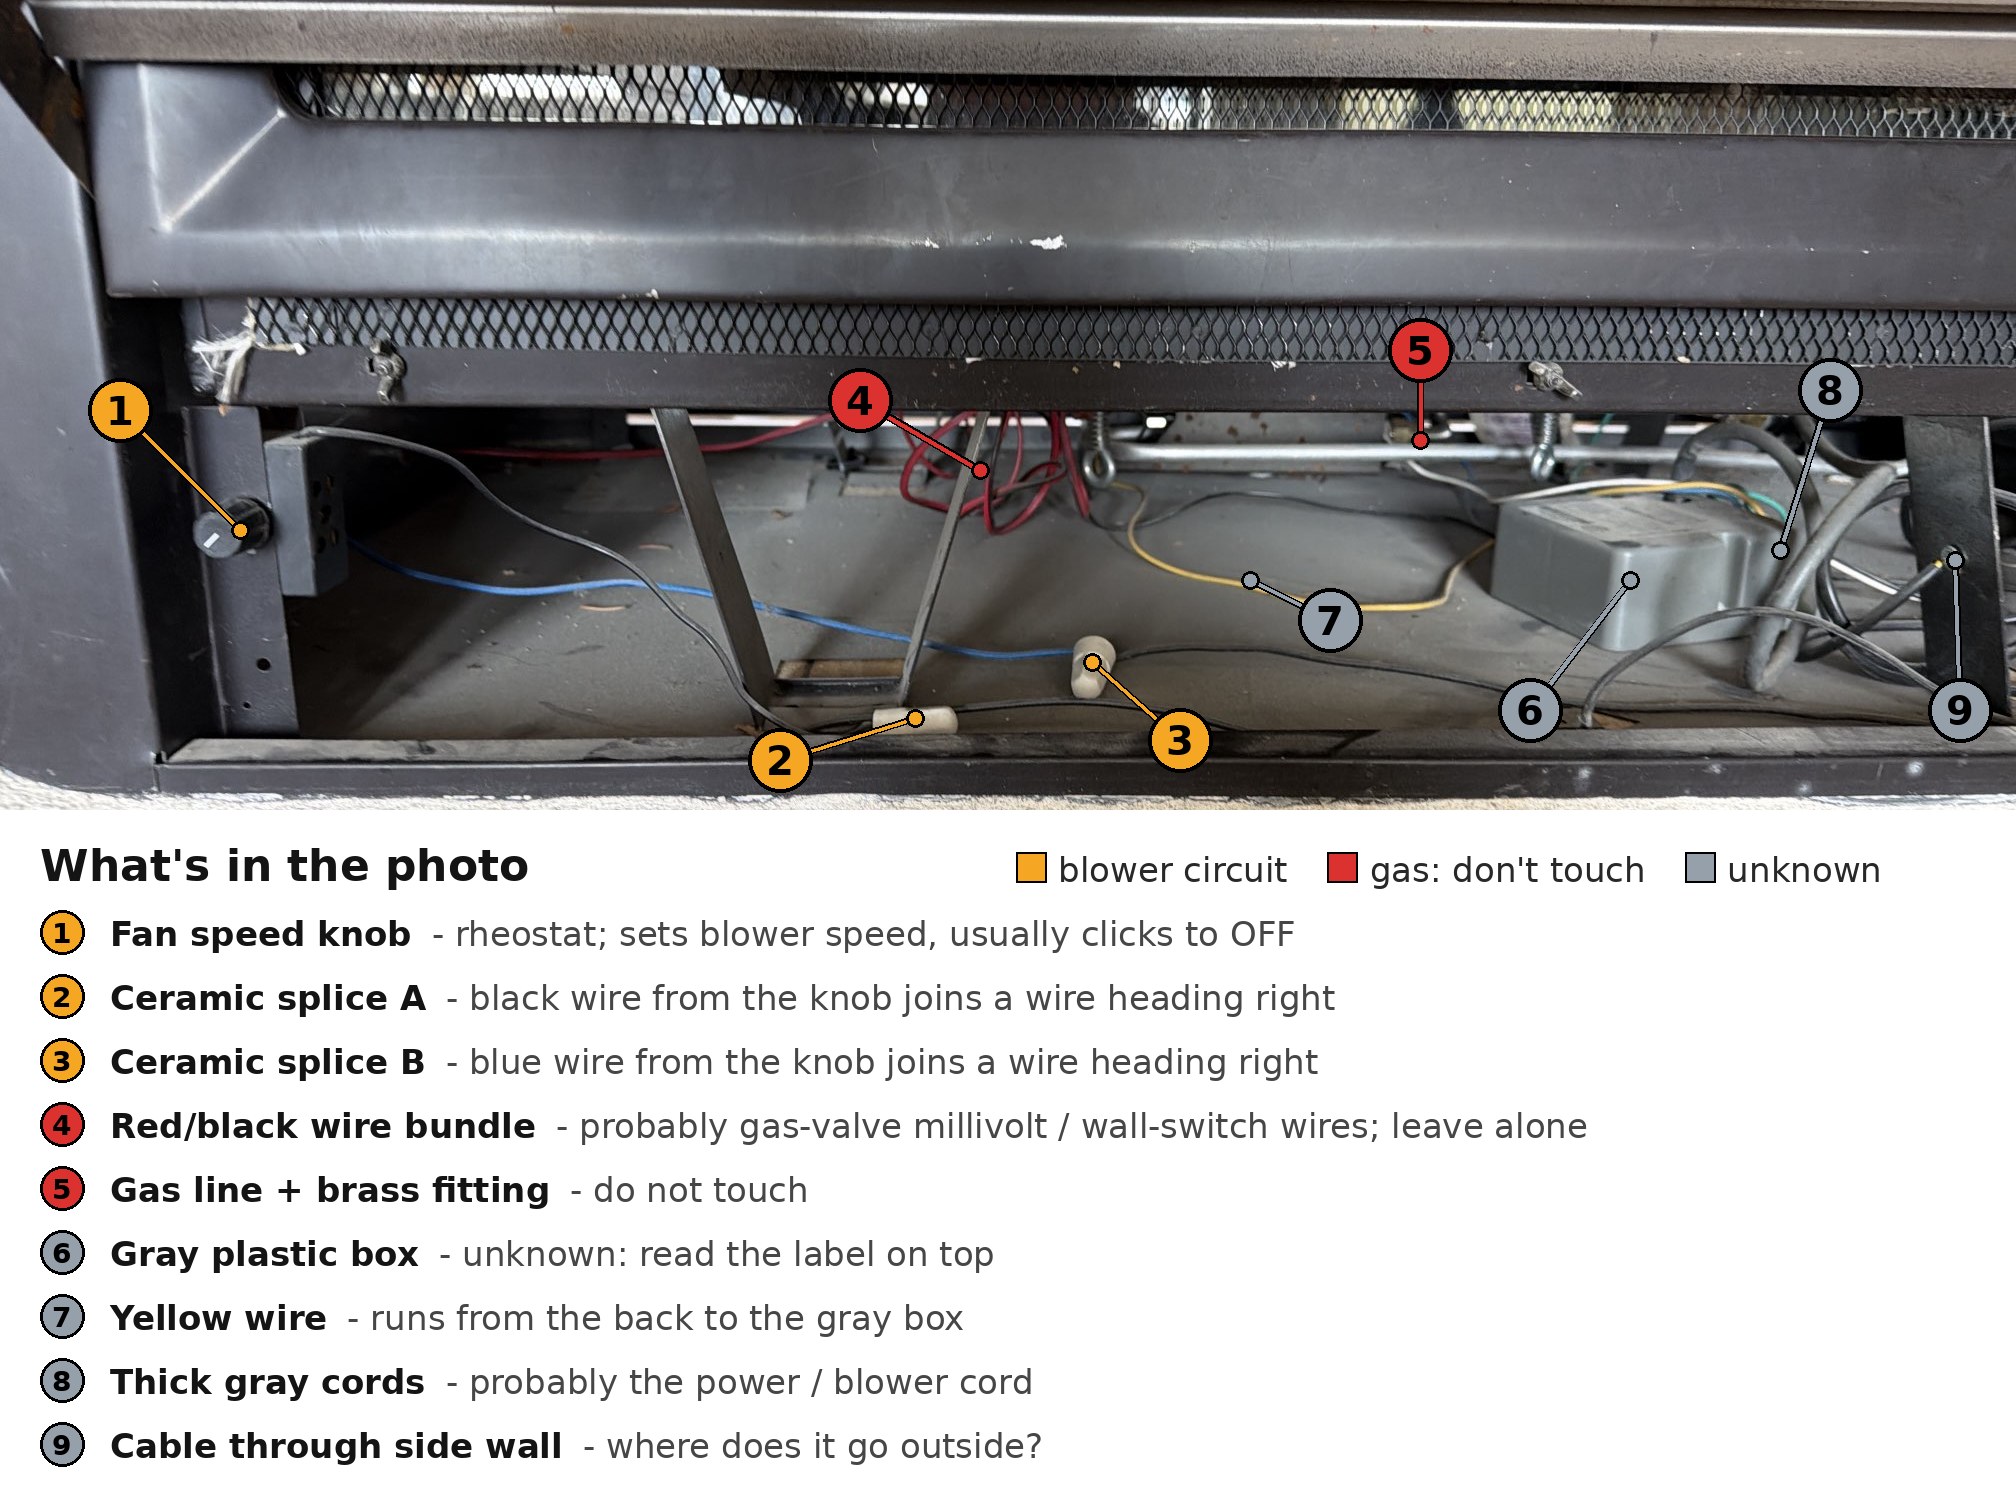 1
4
5
8
7
2
3
6
9
What's in the photo
blower circuit
gas: don't touch
unknown
1 Fan speed knob - rheostat; sets blower speed, usually clicks to OFF
2 Ceramic splice A - black wire from the knob joins a wire heading right
3 Ceramic splice B - blue wire from the knob joins a wire heading right
4 Red/black wire bundle - probably gas-valve millivolt / wall-switch wires; leave alone
5 Gas line + brass fitting - do not touch
6 Gray plastic box - unknown: read the label on top
7 Yellow wire - runs from the back to the gray box
8 Thick gray cords - probably the power / blower cord
9 Cable through side wall - where does it go outside?